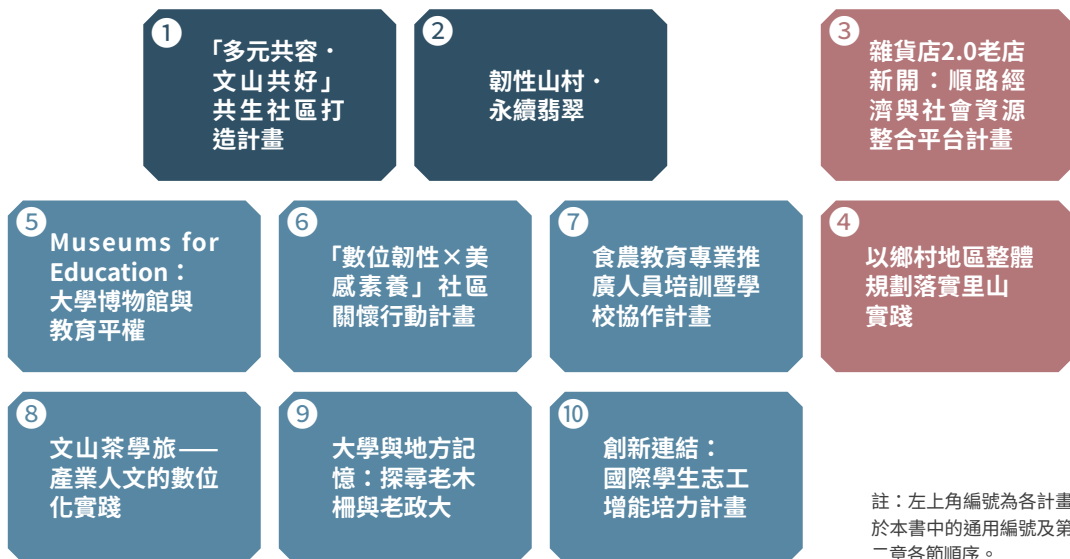 1
「多元共容．
文山共好」
共生社區打
造計畫
2
韌性山村．
永續翡翠
3
雜貨店2.0老店
新開：順路經
濟與社會資源
整合平台計畫
5
Museums for
Education：
大學博物館與
教育平權
6
「數位韌性×美
感素養」社區
關懷行動計畫
7
食農教育專業推
廣人員培訓暨學
校協作計畫
4
以鄉村地區整體
規劃落實里山
實踐
8
文山茶學旅——
產業人文的數位
化實踐
9
大學與地方記
憶：探尋老木
柵與老政大
10
創新連結：
國際學生志工
增能培力計畫
註：左上角編號為各計畫
於本書中的通用編號及第
二章各節順序。